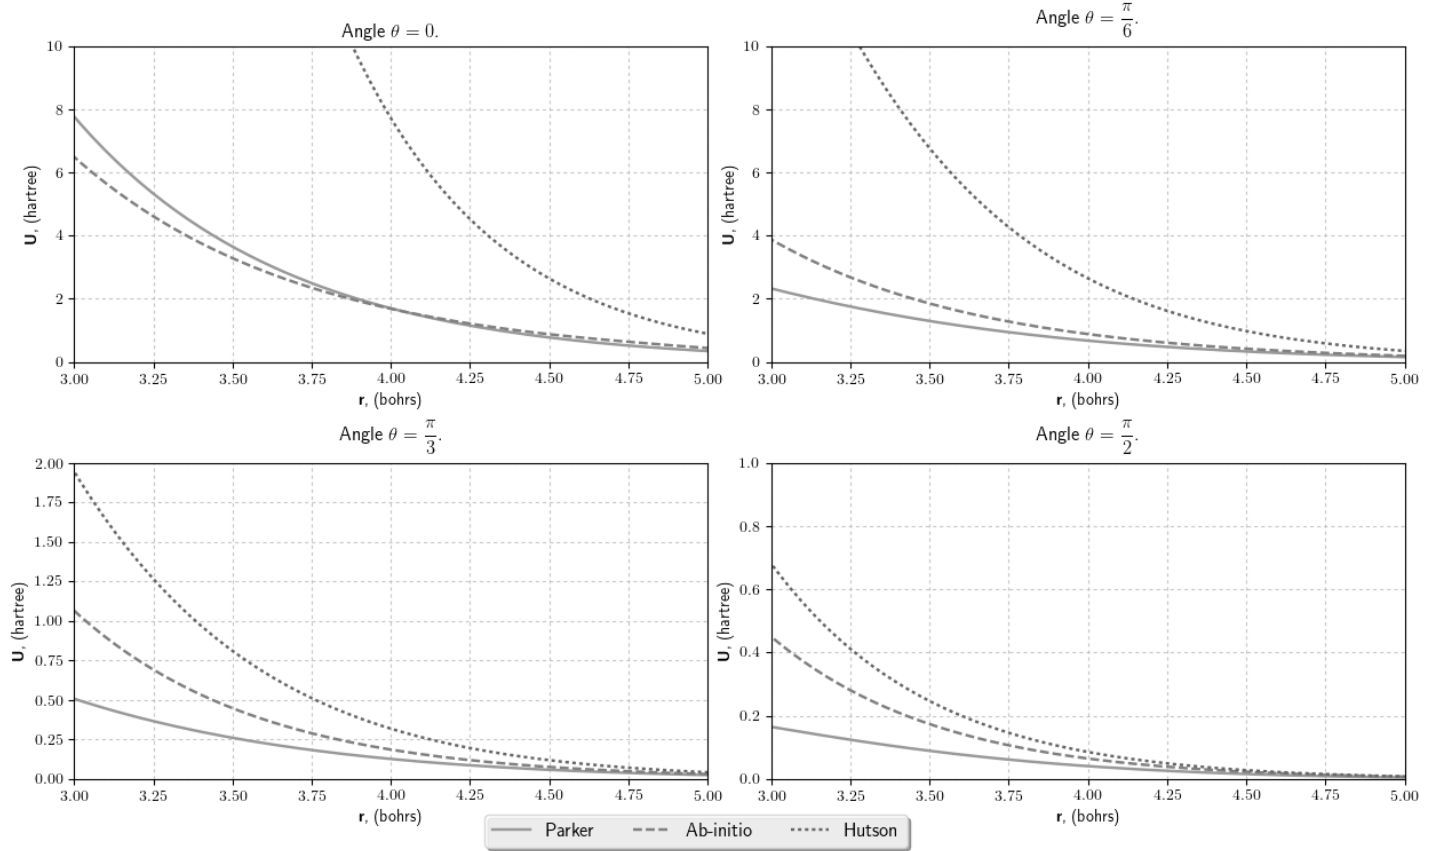 Angle θ = 0.
10
8
6
4
2
0
U, (hartree)
3.00 3.25 3.50 3.75 4.00 4.25 4.50 4.75 5.00
r, (bohrs)
Angle θ = π/6.
10
8
6
4
2
0
U, (hartree)
3.00 3.25 3.50 3.75 4.00 4.25 4.50 4.75 5.00
r, (bohrs)
Angle θ = π/3.
2.00
1.75
1.50
1.25
1.00
0.75
0.50
0.25
0.00
U, (hartree)
3.00 3.25 3.50 3.75 4.00 4.25 4.50 4.75 5.00
r, (bohrs)
Angle θ = π/2.
1.0
0.8
0.6
0.4
0.2
0.0
U, (hartree)
3.00 3.25 3.50 3.75 4.00 4.25 4.50 4.75 5.00
r, (bohrs)
Parker Ab-initio Hutson